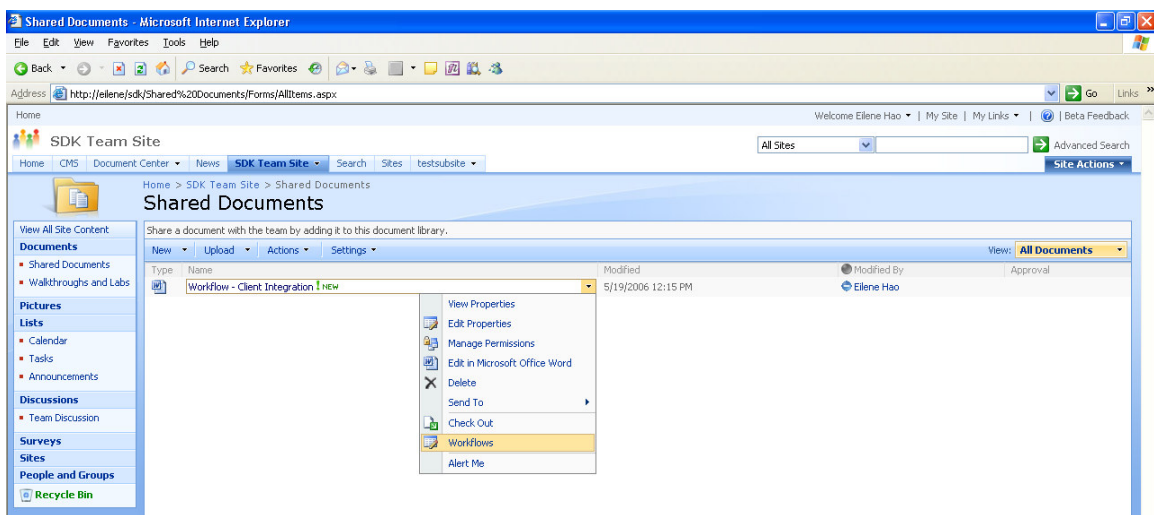 Shared Documents - Microsoft Internet Explorer
File Edit View Favorites Tools Help
Back Search Favorites
Address http://eilene/sdk/Shared%20Documents/Forms/AllItems.aspx Go Links »
Home Welcome Eilene Hao My Site My Links Beta Feedback
SDK Team Site All Sites Advanced Search
Home CMS Document Center News SDK Team Site Search Sites testsubsite Site Actions
Home > SDK Team Site > Shared Documents
Shared Documents
View All Site Content Share a document with the team by adding it to this document library.
Documents New Upload Actions Settings View: All Documents
Shared Documents Type Name Modified Modified By Approval
Walkthroughs and Labs Workflow - Client Integration ! NEW 5/19/2006 12:15 PM Eilene Hao
Pictures View Properties
Lists Edit Properties
Calendar Manage Permissions
Tasks Edit in Microsoft Office Word
Announcements Delete
Discussions Send To
Team Discussion Check Out
Surveys Workflows
Sites Alert Me
People and Groups
Recycle Bin